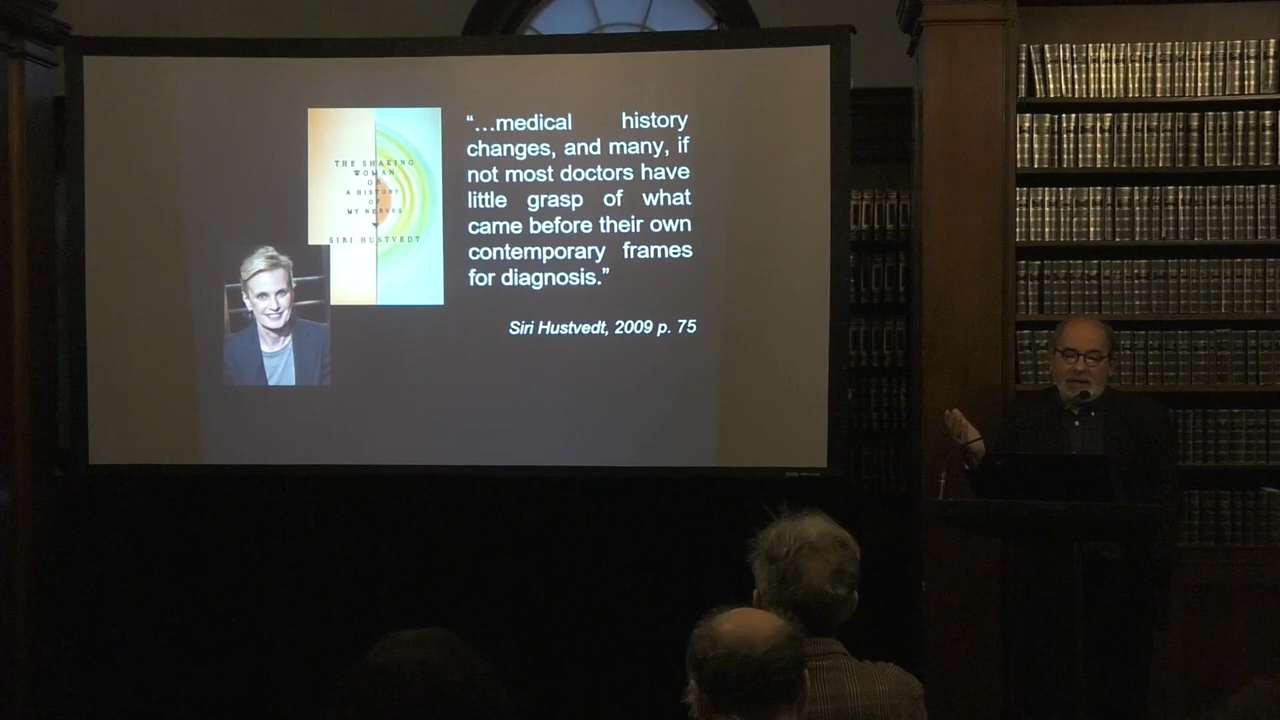 THE SHAKING
WOMAN
OR
A HISTORY
OF
MY NERVES
SIRI HUSTVEDT
“…medical history
changes, and many, if
not most doctors have
little grasp of what
came before their own
contemporary frames
for diagnosis.”
Siri Hustvedt, 2009 p. 75